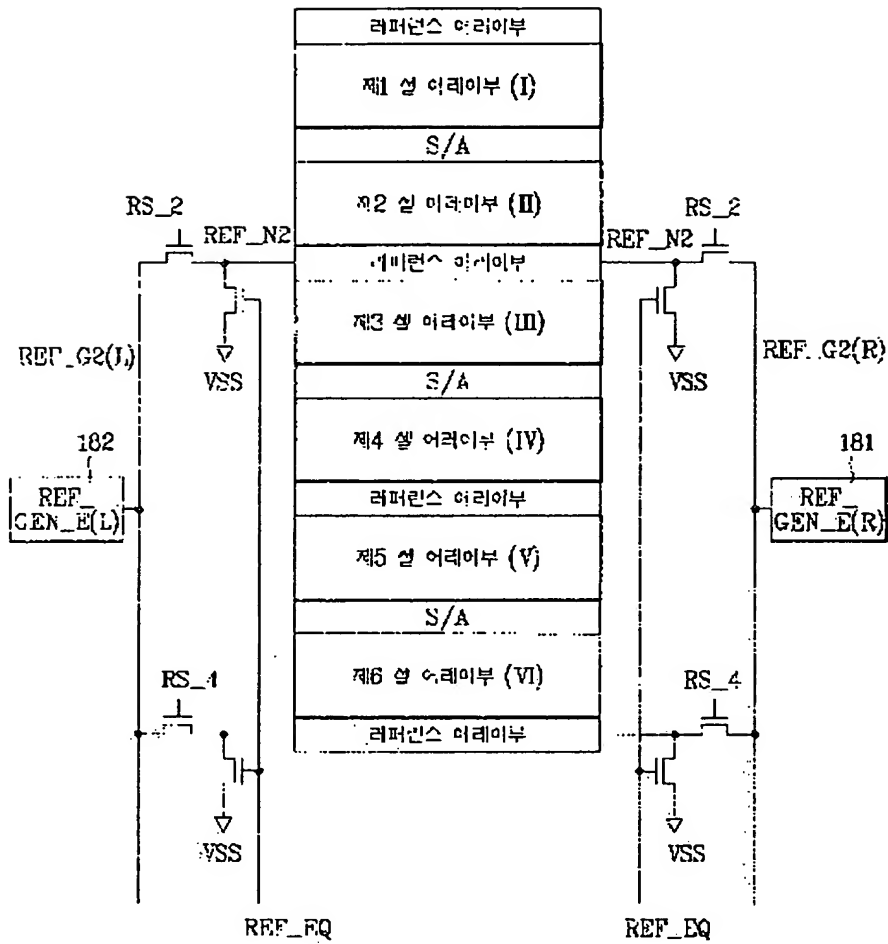 레퍼런스 어레이부
제1 셀 어레이부 (I)
S/A
제2 셀 어레이부 (II)
RS_2
RS_2
REF_N2
REF_N2
레퍼런스 어레이부
제3 셀 어레이부 (III)
REF_G2(L)
REF_G2(R)
VSS
VSS
S/A
제4 셀 어레이부 (IV)
182
181
REF_
GEN_E(L)
REF_
GEN_E(R)
레퍼런스 어레이부
제5 셀 어레이부 (V)
S/A
RS_4
제6 셀 어레이부 (VI)
RS_4
레퍼런스 어레이부
VSS
VSS
REF_EQ
REF_EQ